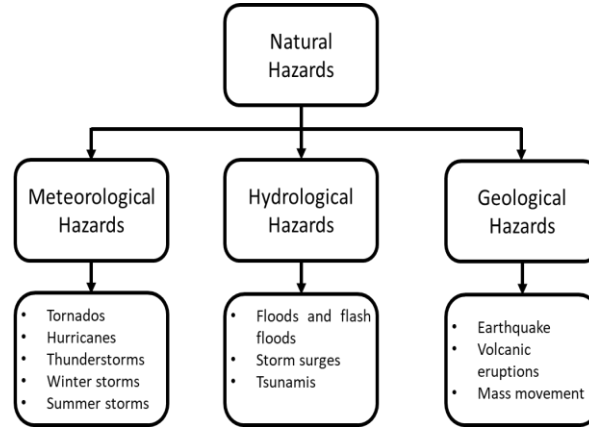 Natural
Hazards
Meteorological
Hazards
Hydrological
Hazards
Geological
Hazards
• Tornados
• Hurricanes
• Thunderstorms
• Winter storms
• Summer storms
• Floods and flash
floods
• Storm surges
• Tsunamis
• Earthquake
• Volcanic
eruptions
• Mass movement